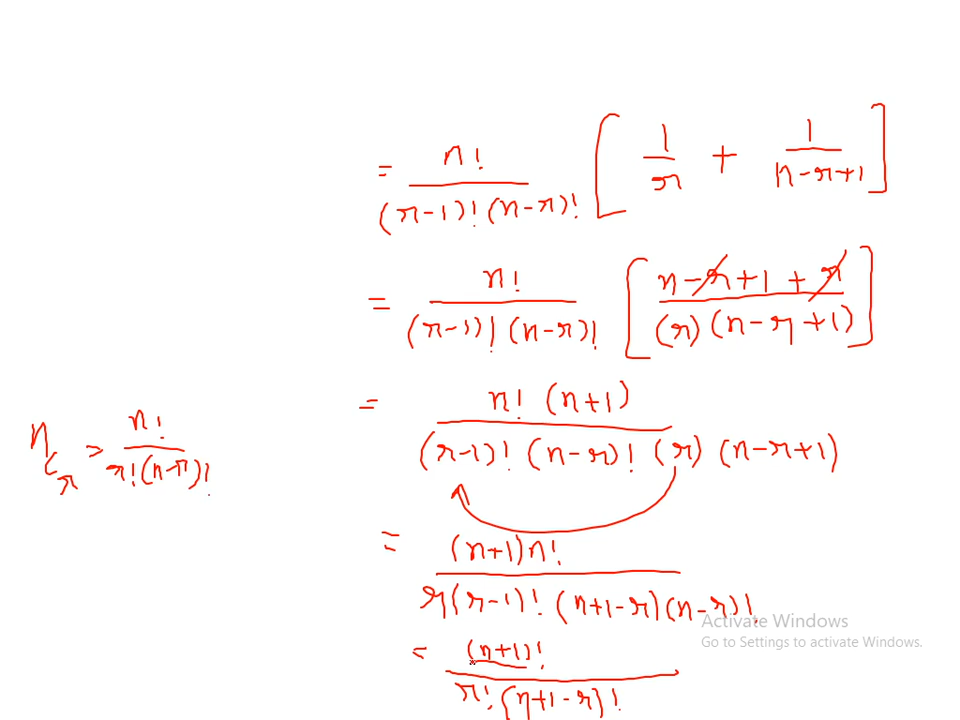 = n! / (r-1)! (n-r)! [ 1/r + 1/(n-r+1) ]
= n! / (r-1)! (n-r)! [ (n-r+1+r) / (r)(n-r+1) ]
= n! (n+1) / (r-1)! (n-r)! (r) (n-r+1)
nCr = n! / r!(n-r)!
= (n+1)n! / r(r-1)! (n+1-r)(n-r)!
= (n+1)! / r! (n+1-r)!
Activate Windows
Go to Settings to activate Windows.